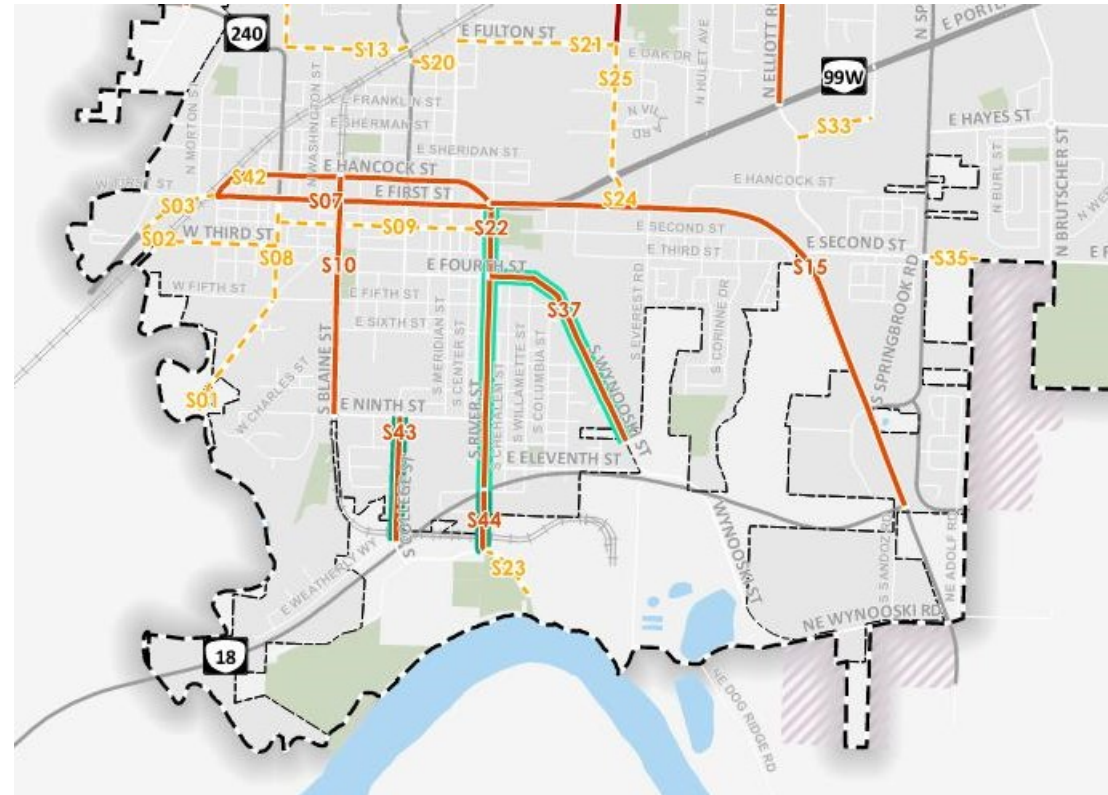 240
E FULTON ST
S13
S21
S20
E OAK DR
N HULET AVE
N ELLIOTT R
N SP
E PORTL
99W
S25
N MORTON ST
N WASHINGTON ST
FRANKLIN ST
E SHERMAN ST
E SHERIDAN ST
S33
E HAYES ST
N BURL ST
N BRUTSCHER ST
E HANCOCK ST
W FIRST ST
S42
E FIRST ST
S07
E HANCOCK ST
S24
S03
S02
W THIRD ST
S08
S09
S22
E SECOND ST
E THIRD ST
E SECOND ST
S35
S10
E FOURTH ST
S15
W FIFTH ST
E FIFTH ST
S37
E SIXTH ST
S EVEREST RD
S CORINNE DR
S SPRINGBROOK RD
S BLAINE ST
S MERIDIAN ST
S CENTER ST
S RIVER ST
S CHEHALEM ST
S WILLAMETTE ST
S COLUMBIA ST
S WYNOOSKI ST
S01
W CHARLES ST
E NINTH ST
S43
S COLLEGE ST
E ELEVENTH ST
S44
S23
E WEATHERLY WY
WYNOOSKI ST
S SANDOZ R
NE ADOLF RD
NE WYNOOSKI RD
18
NE DOG RIDGE RD